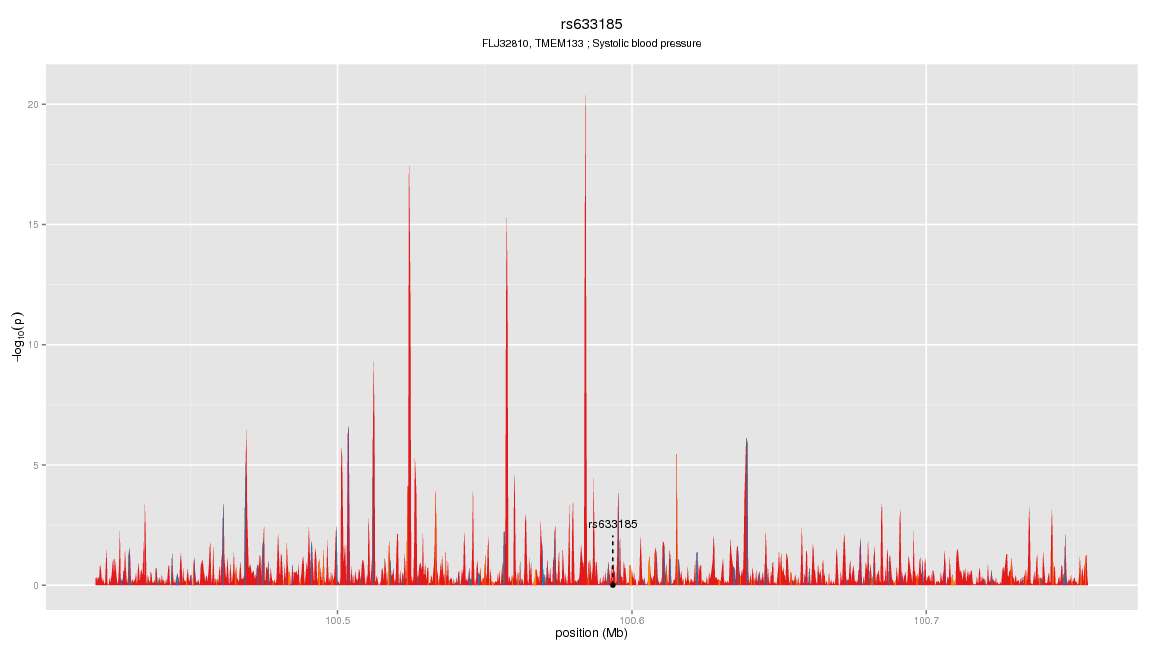 rs633185
FLJ32810, TMEM133 ; Systolic blood pressure
20
15
10
5
0
−log10(p)
rs633185
100.5
100.6
100.7
position (Mb)